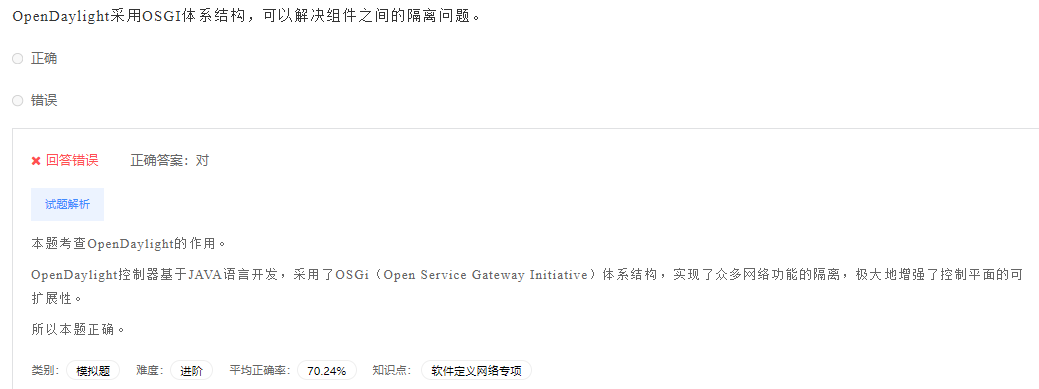 OpenDaylight采用OSGI体系结构，可以解决组件之间的隔离问题。
正确
错误
回答错误 正确答案：对
试题解析
本题考查OpenDaylight的作用。
OpenDaylight控制器基于JAVA语言开发，采用了OSGi（Open Service Gateway Initiative）体系结构，实现了众多网络功能的隔离，极大地增强了控制平面的可
扩展性。
所以本题正确。
类别： 模拟题 难度： 进阶 平均正确率： 70.24% 知识点： 软件定义网络专项